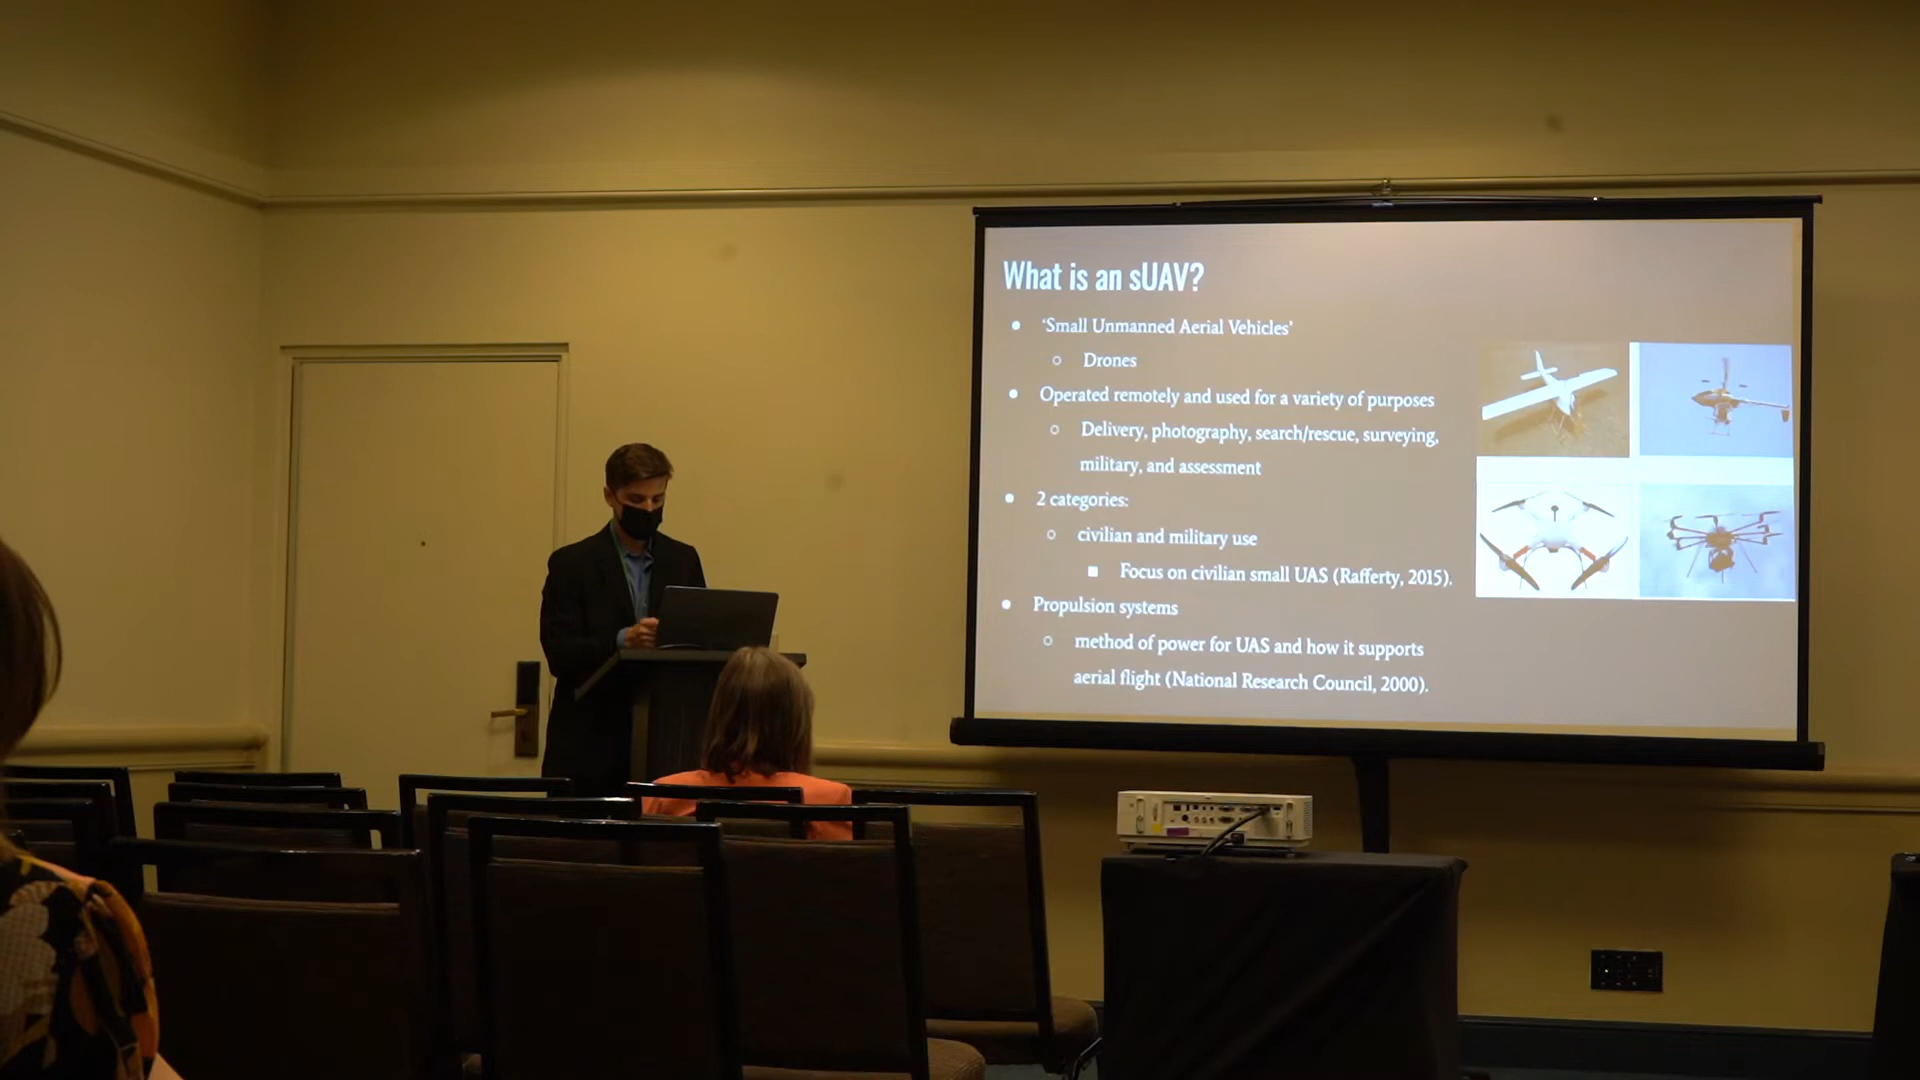 What is an sUAV?
‘Small Unmanned Aerial Vehicles’
Drones
Operated remotely and used for a variety of purposes
Delivery, photography, search/rescue, surveying,
military, and assessment
2 categories:
civilian and military use
Focus on civilian small UAS (Rafferty, 2015).
Propulsion systems
method of power for UAS and how it supports
aerial flight (National Research Council, 2000).